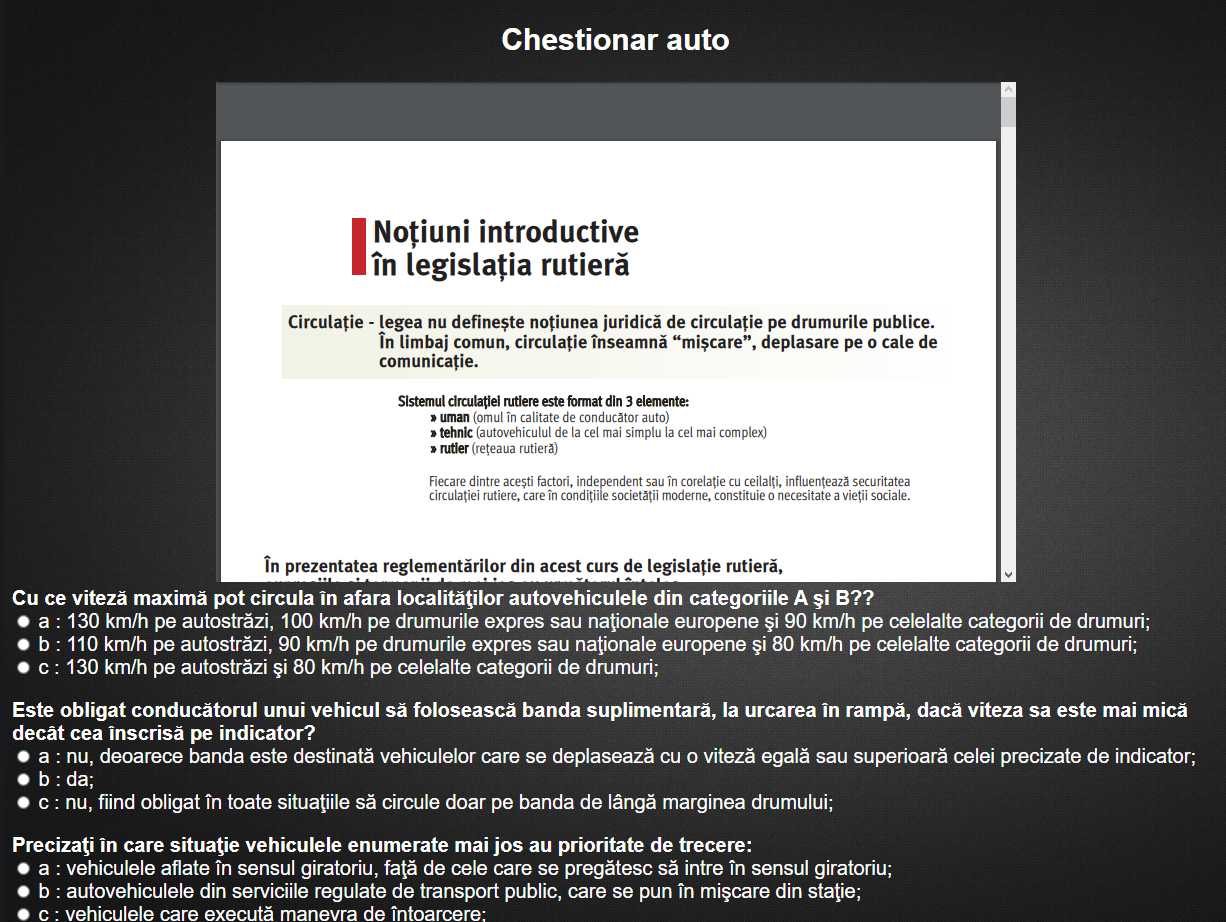 Chestionar auto
Noțiuni introductive
în legislația rutieră
Circulație - legea nu definește noțiunea juridică de circulație pe drumurile publice.
În limbaj comun, circulație înseamnă “mișcare”, deplasare pe o cale de
comunicație.
Sistemul circulației rutiere este format din 3 elemente:
» uman (omul în calitate de conducător auto)
» tehnic (autovehiculul de la cel mai simplu la cel mai complex)
» rutier (rețeaua rutieră)
Fiecare dintre acești factori, independent sau în corelație cu ceilalți, influențează securitatea
circulației rutiere, care în condițiile societății moderne, constituie o necesitate a vieții sociale.
În prezentatea reglementărilor din acest curs de legislație rutieră,
Cu ce viteză maximă pot circula în afara localităţilor autovehiculele din categoriile A şi B??
a : 130 km/h pe autostrăzi, 100 km/h pe drumurile expres sau naţionale europene şi 90 km/h pe celelalte categorii de drumuri;
b : 110 km/h pe autostrăzi, 90 km/h pe drumurile expres sau naţionale europene şi 80 km/h pe celelalte categorii de drumuri;
c : 130 km/h pe autostrăzi şi 80 km/h pe celelalte categorii de drumuri;
Este obligat conducătorul unui vehicul să folosească banda suplimentară, la urcarea în rampă, dacă viteza sa este mai mică
decât cea înscrisă pe indicator?
a : nu, deoarece banda este destinată vehiculelor care se deplasează cu o viteză egală sau superioară celei precizate de indicator;
b : da;
c : nu, fiind obligat în toate situaţiile să circule doar pe banda de lângă marginea drumului;
Precizaţi în care situaţie vehiculele enumerate mai jos au prioritate de trecere:
a : vehiculele aflate în sensul giratoriu, faţă de cele care se pregătesc să intre în sensul giratoriu;
b : autovehiculele din serviciile regulate de transport public, care se pun în mişcare din staţie;
c : vehiculele care execută manevra de întoarcere;